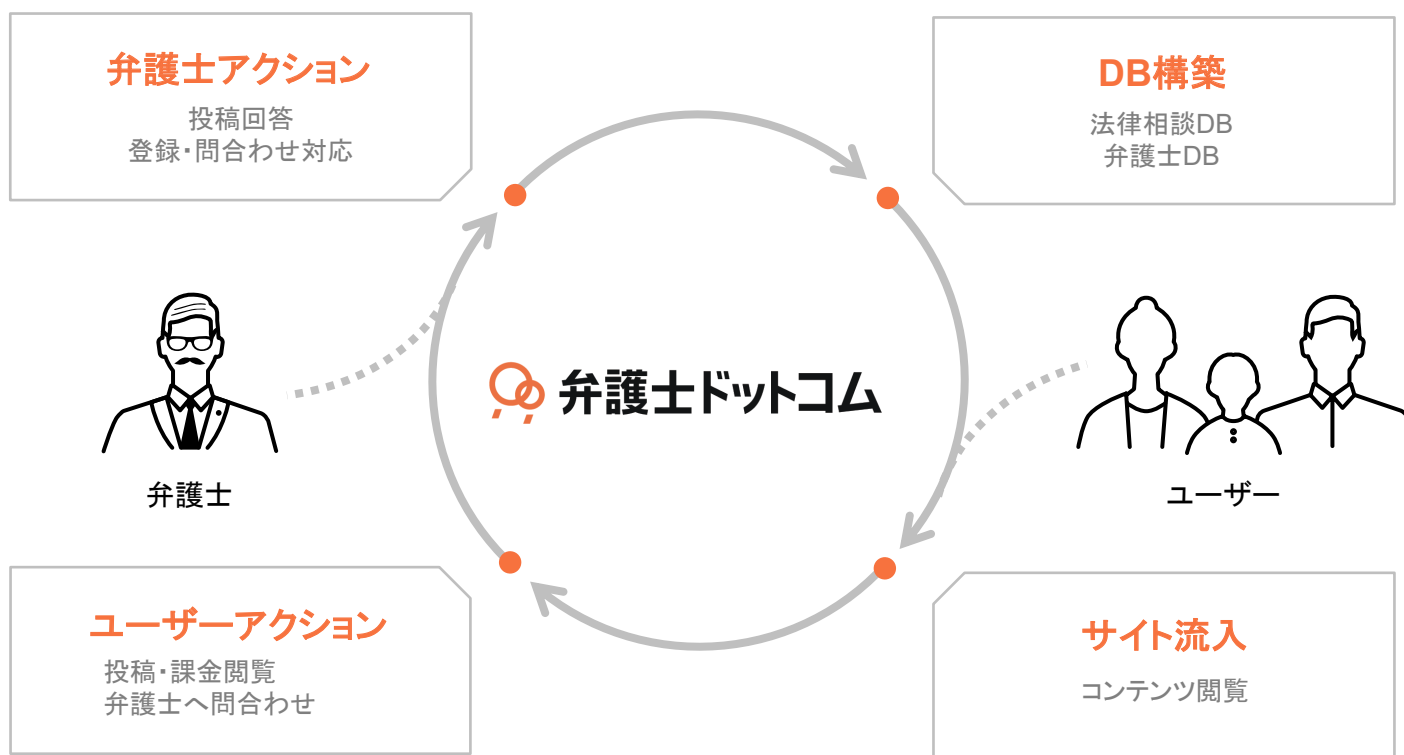 弁護士アクション
投稿回答
登録・問合わせ対応
DB構築
法律相談DB
弁護士DB
弁護士ドットコム
弁護士
ユーザー
ユーザーアクション
投稿・課金閲覧
弁護士へ問合わせ
サイト流入
コンテンツ閲覧